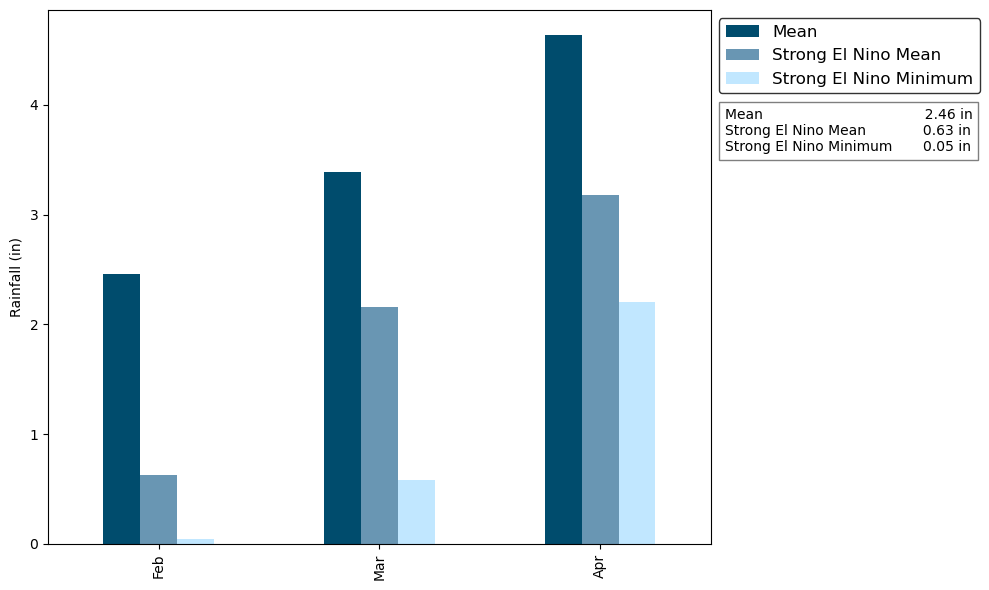 Mean
Strong El Nino Mean
Strong El Nino Minimum
Mean 2.46 in
Strong El Nino Mean 0.63 in
Strong El Nino Minimum 0.05 in
Rainfall (in)
4
3
2
1
0
Feb
Mar
Apr